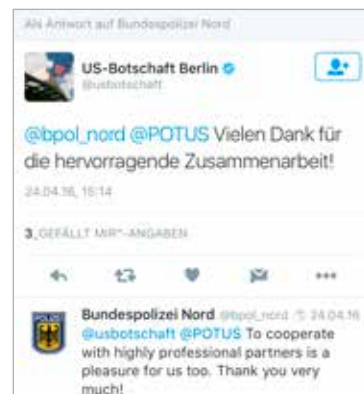 Als Antwort auf Bundespolizei Nord
US-Botschaft Berlin
@usbotschaft
@bpol_nord @POTUS Vielen Dank für
die hervorragende Zusammenarbeit!
24.04.16, 15:14
3 „GEFÄLLT MIR“-ANGABEN
Bundespolizei Nord @bpol_nord 24.04.16
@usbotschaft @POTUS To cooperate
with highly professional partners is a
pleasure for us too. Thank you very
much!